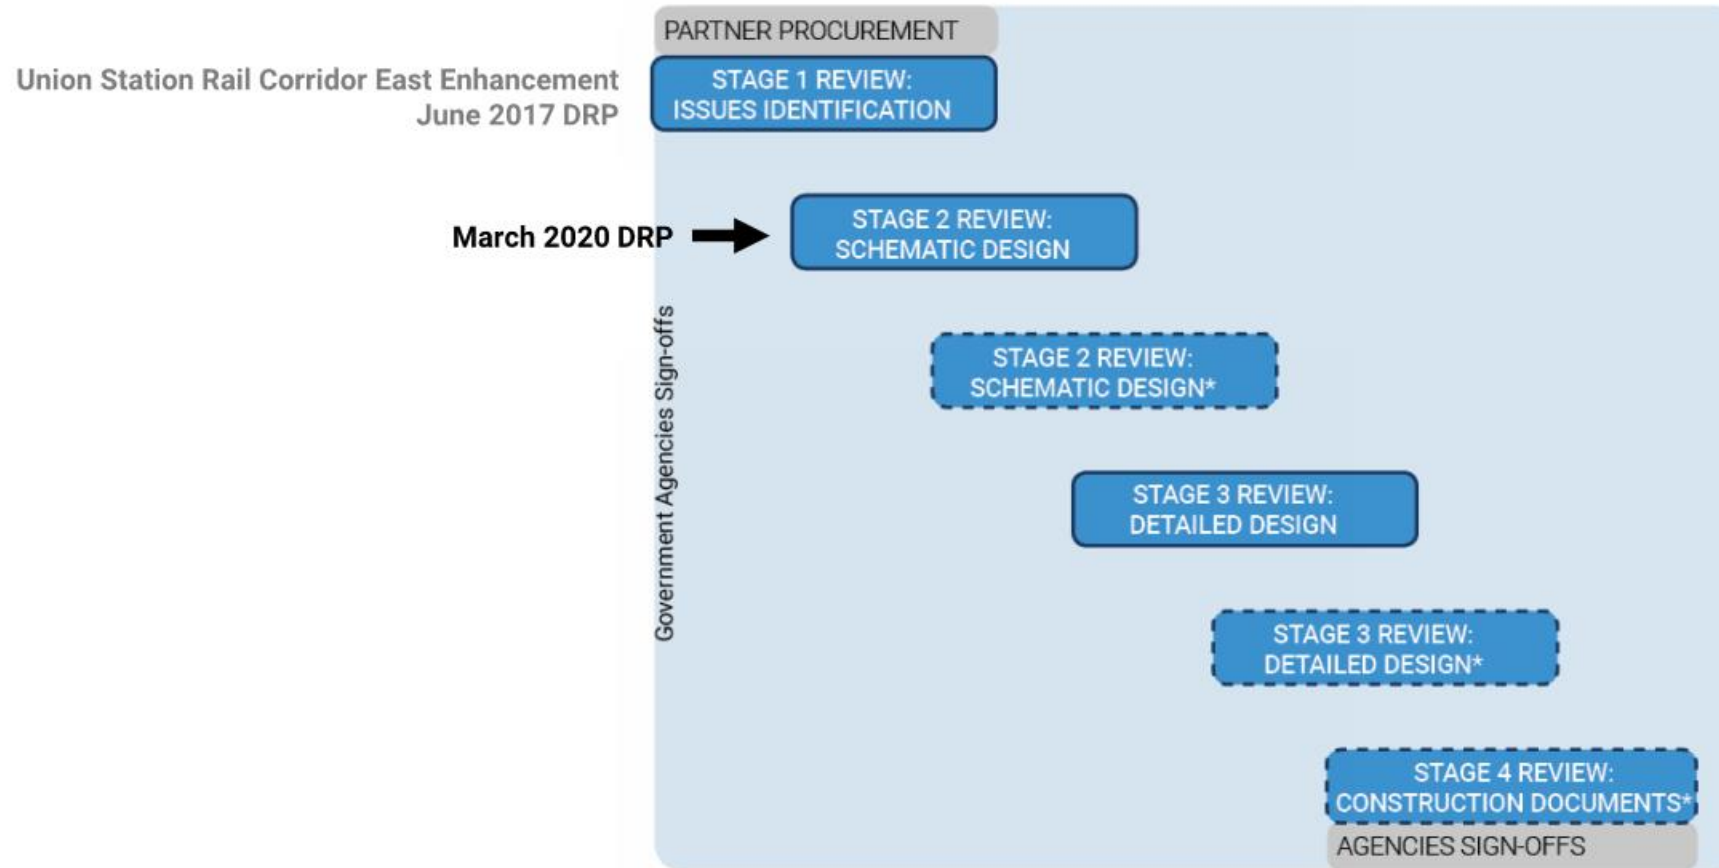 PARTNER PROCUREMENT
Union Station Rail Corridor East Enhancement
June 2017 DRP
STAGE 1 REVIEW:
ISSUES IDENTIFICATION
March 2020 DRP
STAGE 2 REVIEW:
SCHEMATIC DESIGN
Government Agencies Sign-offs
STAGE 2 REVIEW:
SCHEMATIC DESIGN*
STAGE 3 REVIEW:
DETAILED DESIGN
STAGE 3 REVIEW:
DETAILED DESIGN*
STAGE 4 REVIEW:
CONSTRUCTION DOCUMENTS*
AGENCIES SIGN-OFFS